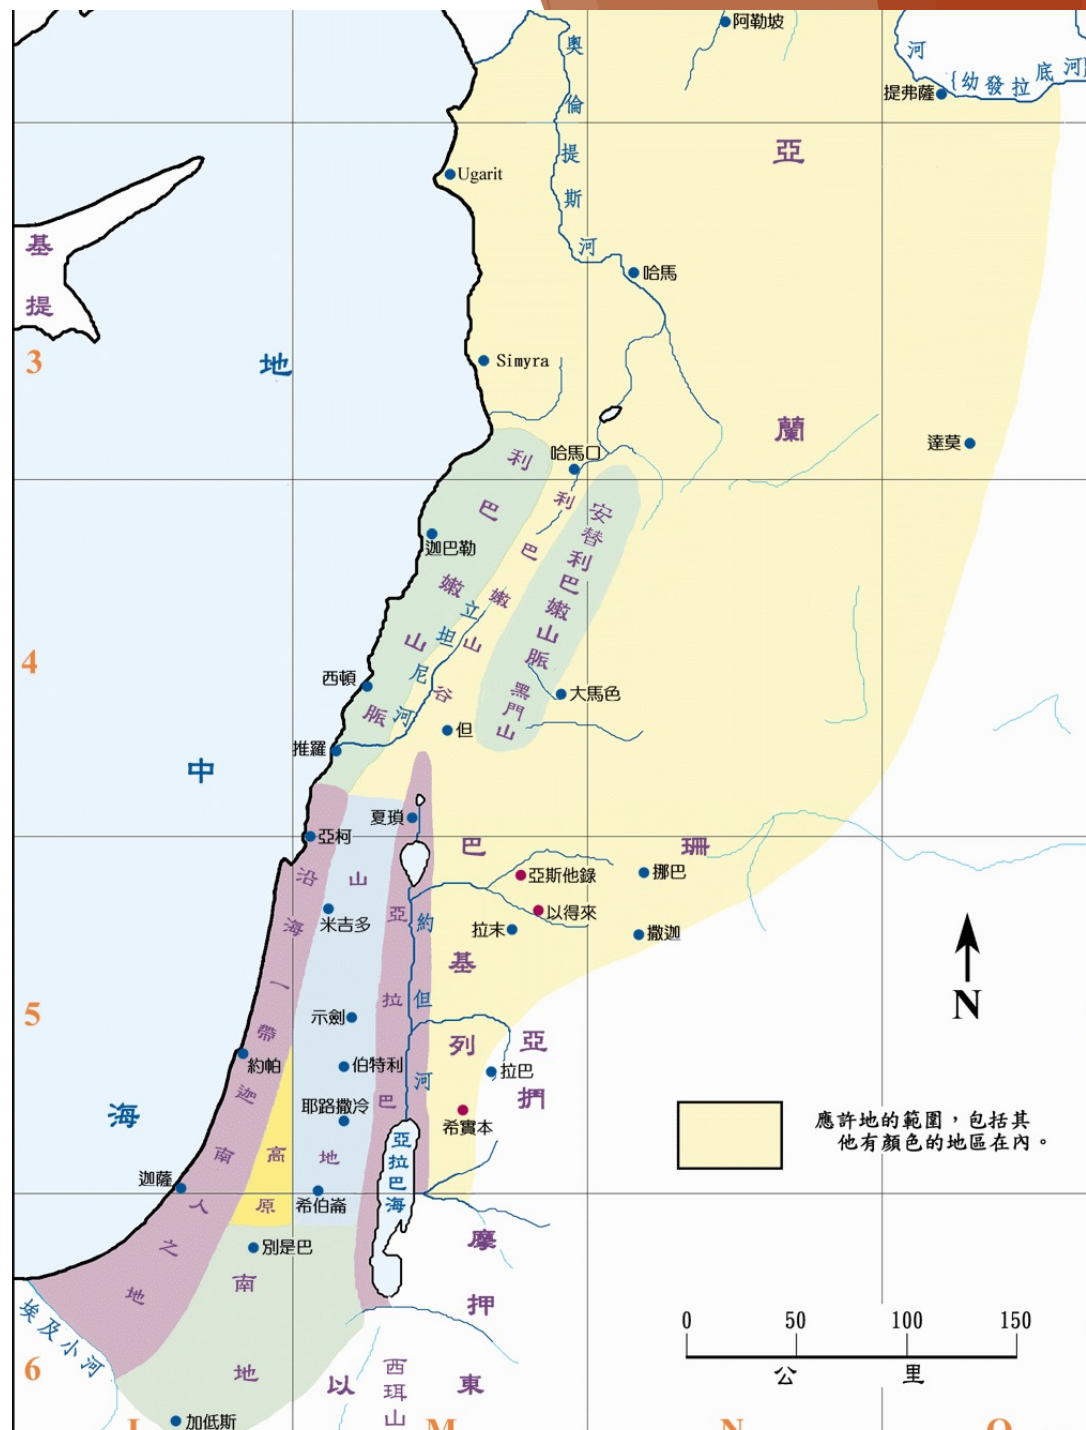 阿勒坡
奧倫提斯河
河
{幼發拉底河}
提弗薩
亞
Ugarit
基提
哈馬
3
地
Simyra
蘭
達莫
哈馬口
利巴嫩山脈
利巴嫩山谷
安替利巴嫩山脈
迦巴勒
立坦尼河
4
西頓
黑門山
大馬色
但
推羅
中
夏瑣
亞柯
巴珊
沿海一帶迦南人之地
山地
亞斯他錄
挪巴
米吉多
亞拉巴
約但河
以得來
拉末
撒迦
基列
N
5
示劍
亞捫
約帕
伯特利
拉巴
海
耶路撒冷
希實本
應許地的範圍，包括其
他有顏色的地區在內。
亞拉巴海
高原
迦薩
希伯崙
別是巴
摩押
南地
埃及小河
0 50 100 150
公里
6
以東
西珥山
加低斯
L M N O